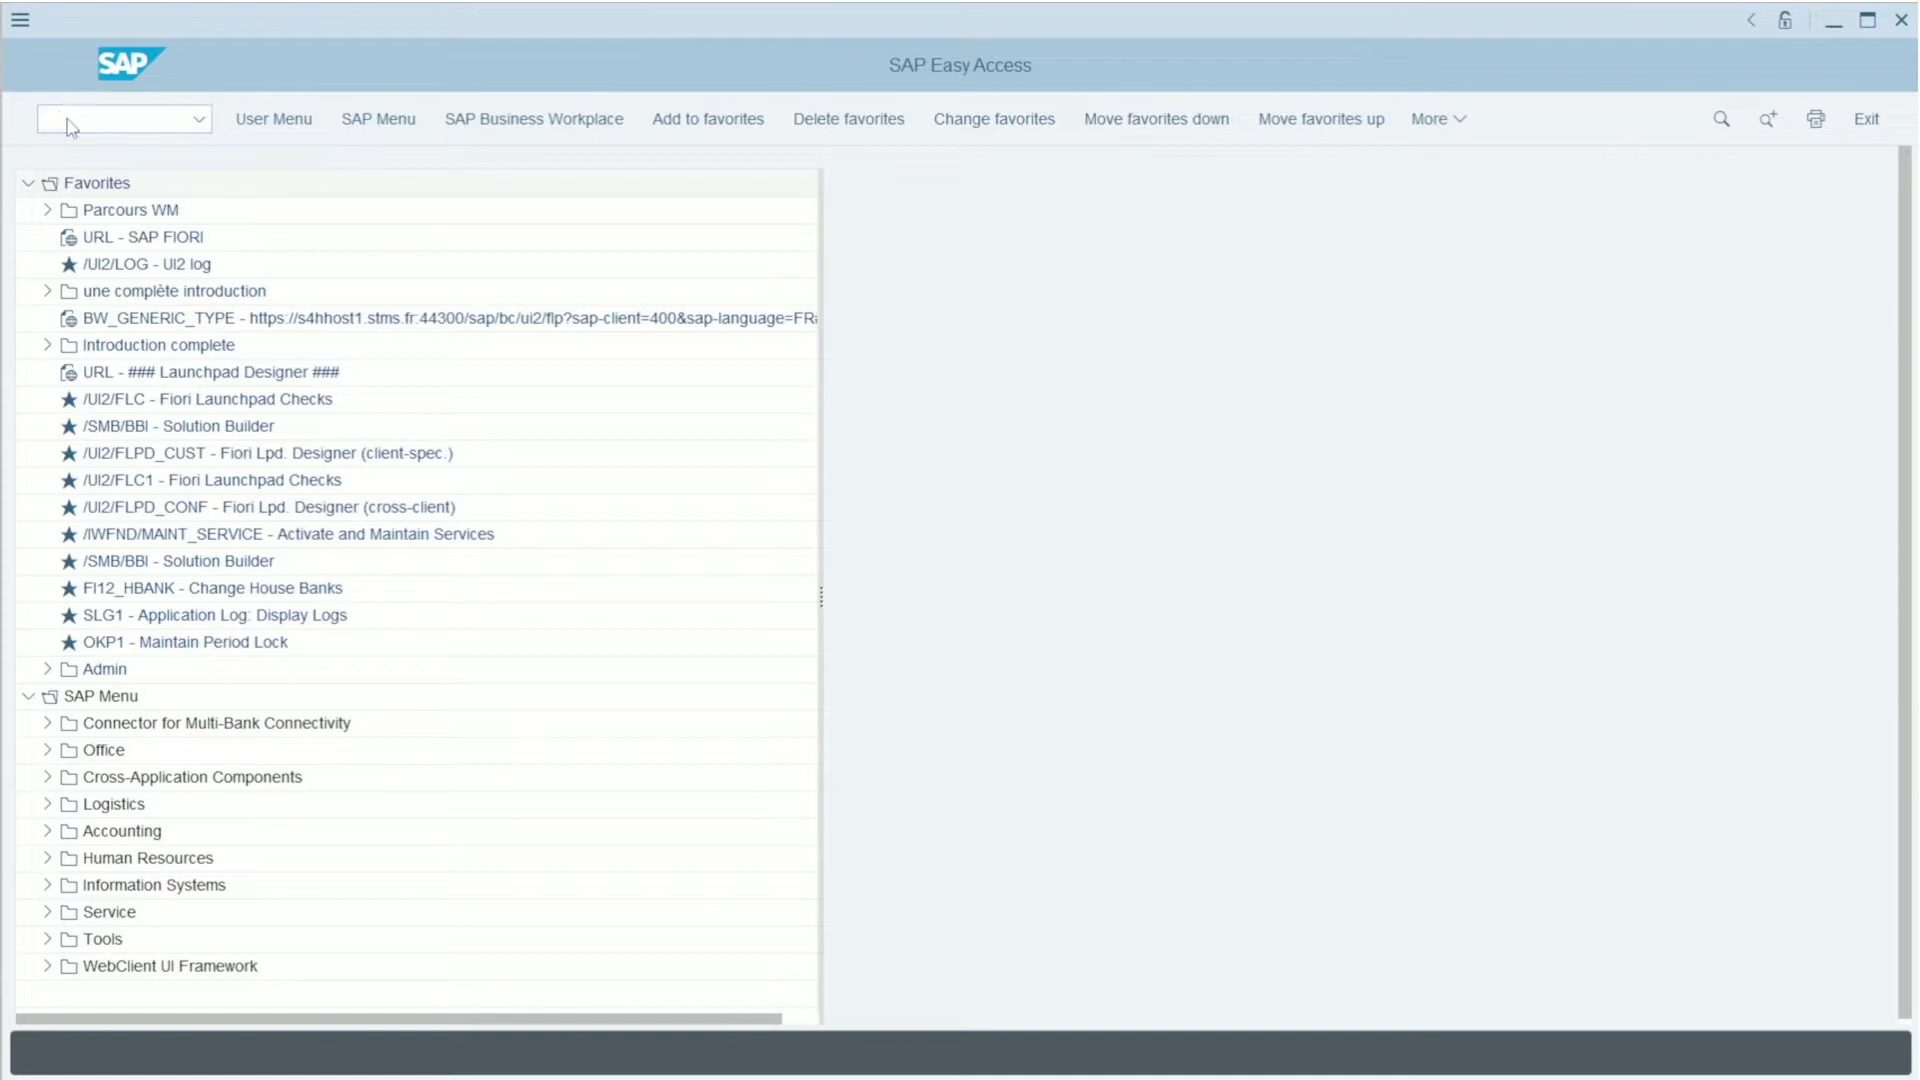 SAP
SAP Easy Access
User Menu SAP Menu SAP Business Workplace Add to favorites Delete favorites Change favorites Move favorites down Move favorites up More Exit
Favorites
Parcours WM
URL - SAP FIORI
/UI2/LOG - UI2 log
une complète introduction
BW_GENERIC_TYPE - https://s4hhost1.stms.fr:44300/sap/bc/ui2/flp?sap-client=400&sap-language=FR#
Introduction complete
URL - ### Launchpad Designer ###
/UI2/FLC - Fiori Launchpad Checks
/SMB/BBI - Solution Builder
/UI2/FLPD_CUST - Fiori Lpd. Designer (client-spec.)
/UI2/FLC1 - Fiori Launchpad Checks
/UI2/FLPD_CONF - Fiori Lpd. Designer (cross-client)
/IWFND/MAINT_SERVICE - Activate and Maintain Services
/SMB/BBI - Solution Builder
FI12_HBANK - Change House Banks
SLG1 - Application Log: Display Logs
OKP1 - Maintain Period Lock
Admin
SAP Menu
Connector for Multi-Bank Connectivity
Office
Cross-Application Components
Logistics
Accounting
Human Resources
Information Systems
Service
Tools
WebClient UI Framework